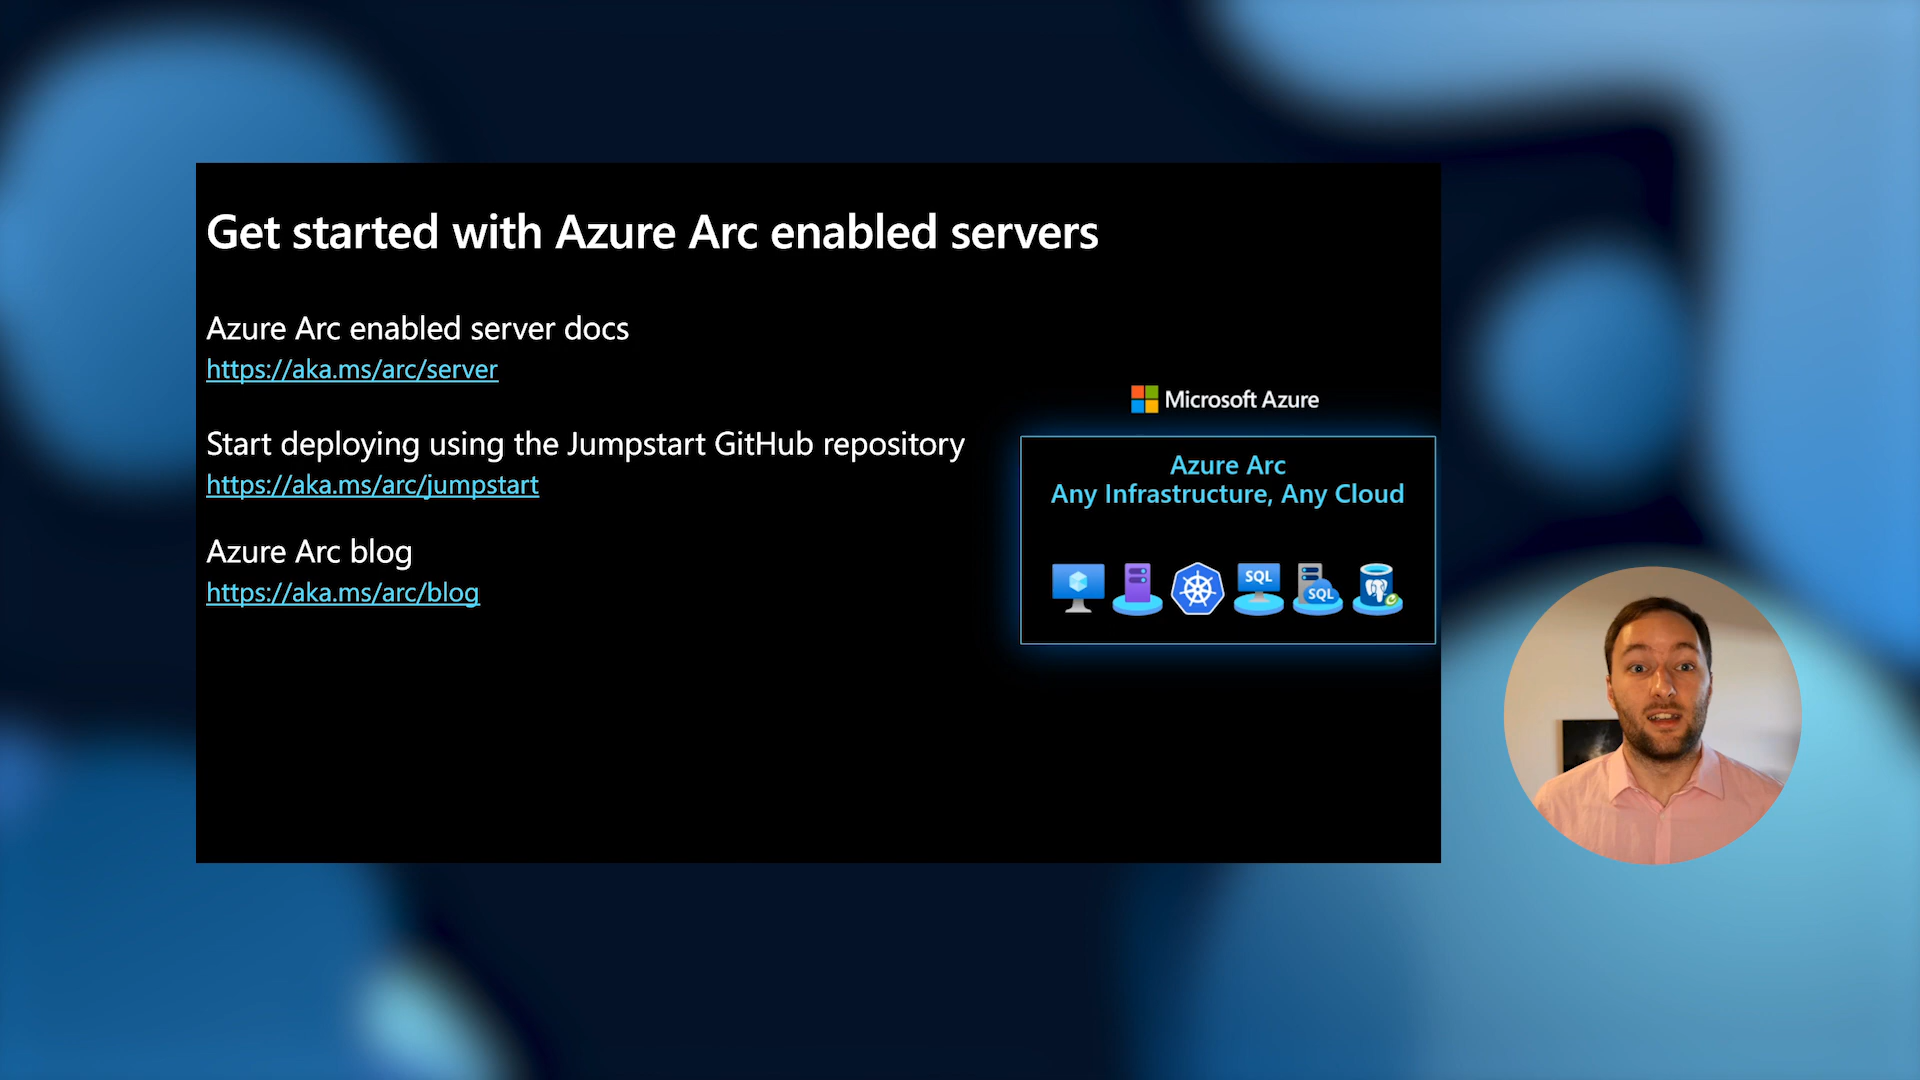 Get started with Azure Arc enabled servers
Azure Arc enabled server docs
https://aka.ms/arc/server
Start deploying using the Jumpstart GitHub repository
https://aka.ms/arc/jumpstart
Azure Arc blog
https://aka.ms/arc/blog
Microsoft Azure
Azure Arc
Any Infrastructure, Any Cloud
SQL
SQL